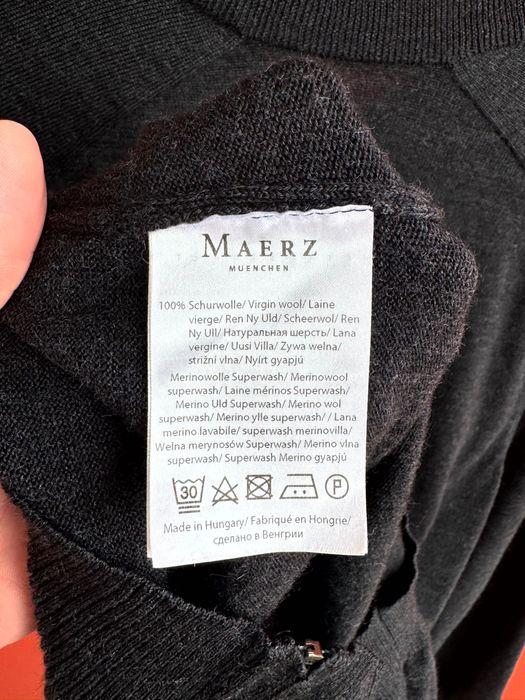 MAERZ
MUENCHEN
100% Schurwolle/ Virgin wool/ Laine
vierge/ Ren Ny Uld/ Scheerwol/ Ren
Ny Ull/ Натуральная шерсть/ Lana
vergine/ Uusi Villa/ Zywa welna/
strižní vlna/ Nyírt gyapjú
Merinowolle Superwash/ Merinowool
superwash/ Laine mérinos Superwash/
Merino Uld Superwash/ Merino wol
superwash/ Merino ylle superwash/ / Lana
merino lavabile/ superwash merinovilla/
Welna merynosów Superwash/ Merino vlna
superwash/ Superwash Merino gyapjú
30 P
Made in Hungary/ Fabriqué en Hongrie/
сделано в Венгрии